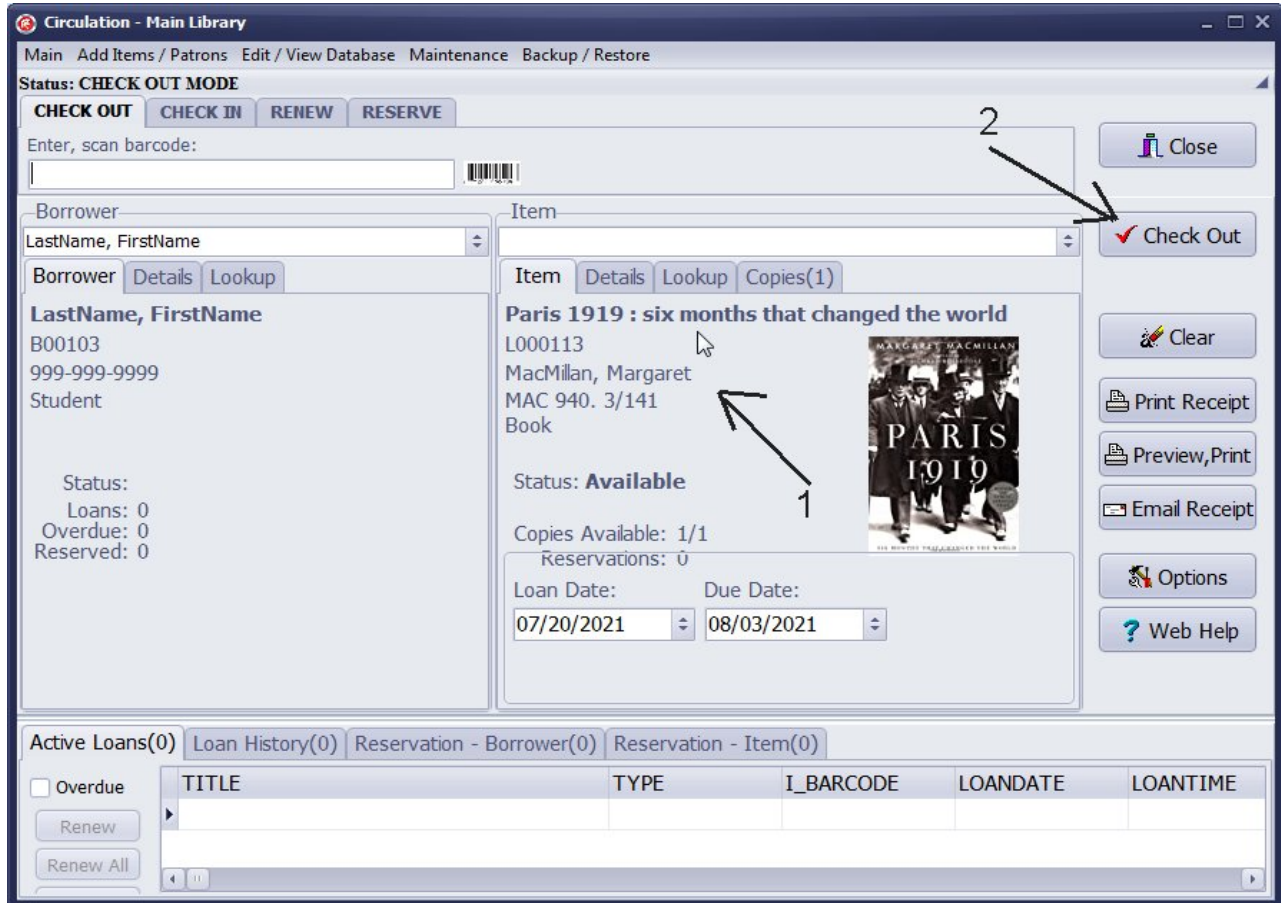 Circulation - Main Library
Main Add Items / Patrons Edit / View Database Maintenance Backup / Restore
Status: CHECK OUT MODE
CHECK OUT CHECK IN RENEW RESERVE
2
Enter, scan barcode:
Close
Borrower Item
LastName, FirstName
Check Out
Borrower Details Lookup Item Details Lookup Copies(1)
LastName, FirstName
B00103
999-999-9999
Student
Status:
Loans: 0
Overdue: 0
Reserved: 0
Paris 1919 : six months that changed the world
L000113
MacMillan, Margaret
MAC 940. 3/141
Book
Status: Available
Copies Available: 1/1
Reservations: 0
Loan Date: Due Date:
07/20/2021 08/03/2021
MARGARET MACMILLAN
PARIS
1919
SIX MONTHS THAT CHANGED THE WORLD
1
Clear
Print Receipt
Preview,Print
Email Receipt
Options
? Web Help
Active Loans(0) Loan History(0) Reservation - Borrower(0) Reservation - Item(0)
Overdue TITLE TYPE I_BARCODE LOANDATE LOANTIME
Renew
Renew All